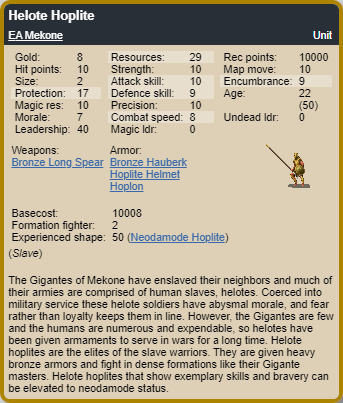 Helote Hoplite
EA Mekone Unit
Gold: 8 Resources: 29 Rec points: 10000
Hit points: 10 Strength: 10 Map move: 10
Size: 2 Attack skill: 10 Encumbrance: 9
Protection: 17 Defence skill: 9 Age: 22
Magic res: 10 Precision: 10 (50)
Morale: 7 Combat speed: 8 Undead ldr: 0
Leadership: 40 Magic ldr: 0
Weapons: Armor:
Bronze Long Spear Bronze Hauberk
Hoplite Helmet
Hoplon
Basecost: 10008
Formation fighter: 2
Experienced shape: 50 (Neodamode Hoplite)
(Slave)
The Gigantes of Mekone have enslaved their neighbors and much of
their armies are comprised of human slaves, helotes. Coerced into
military service these helote soldiers have abysmal morale, and fear
rather than loyalty keeps them in line. However, the Gigantes are few
and the humans are numerous and expendable, so helotes have
been given armaments to serve in wars for a long time. Helote
hoplites are the elites of the slave warriors. They are given heavy
bronze armors and fight in dense formations like their Gigante
masters. Helote hoplites that show exemplary skills and bravery can
be elevated to neodamode status.